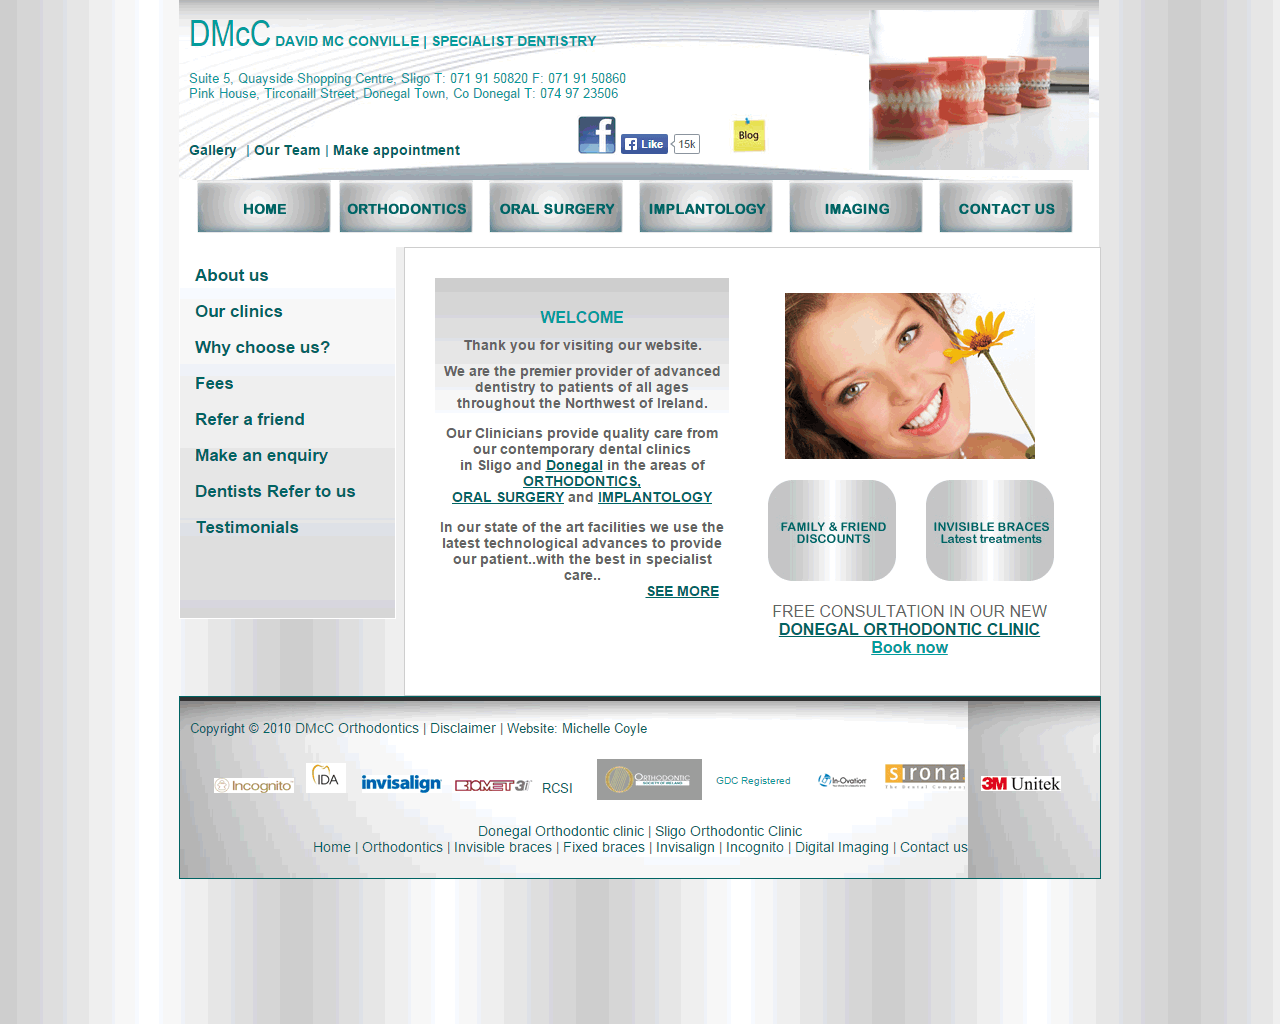 DMcC DAVID MC CONVILLE | SPECIALIST DENTISTRY
Suite 5, Quayside Shopping Centre, Sligo T: 071 91 50820 F: 071 91 50860
Pink House, Tirconaill Street, Donegal Town, Co Donegal T: 074 97 23506
Like 15k
Blog
Gallery | Our Team | Make appointment
HOME
ORTHODONTICS
ORAL SURGERY
IMPLANTOLOGY
IMAGING
CONTACT US
About us
Our clinics
Why choose us?
Fees
Refer a friend
Make an enquiry
Dentists Refer to us
Testimonials
WELCOME
Thank you for visiting our website.
We are the premier provider of advanced
dentistry to patients of all ages
throughout the Northwest of Ireland.
Our Clinicians provide quality care from
our contemporary dental clinics
in Sligo and Donegal in the areas of
ORTHODONTICS,
ORAL SURGERY and IMPLANTOLOGY
In our state of the art facilities we use the
latest technological advances to provide
our patient..with the best in specialist
care..
SEE MORE
FAMILY & FRIEND
DISCOUNTS
INVISIBLE BRACES
Latest treatments
FREE CONSULTATION IN OUR NEW
DONEGAL ORTHODONTIC CLINIC
Book now
Copyright © 2010 DMcC Orthodontics | Disclaimer | Website: Michelle Coyle
Incognito
IDA
invisalign
BIOMET 3i
RCSI
ORTHODONTIC
SOCIETY OF IRELAND
GDC Registered
In-Ovation
sirona.
The Dental Company
3M Unitek
Donegal Orthodontic clinic | Sligo Orthodontic Clinic
Home | Orthodontics | Invisible braces | Fixed braces | Invisalign | Incognito | Digital Imaging | Contact us